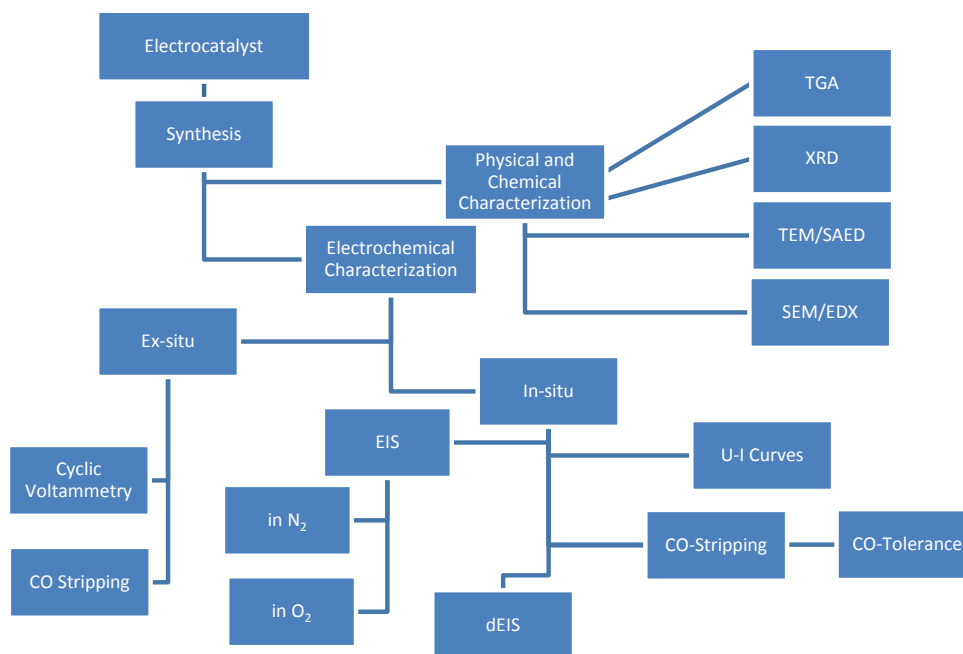 Electrocatalyst
TGA
Synthesis
Physical and
Chemical
Characterization
XRD
TEM/SAED
Electrochemical
Characterization
SEM/EDX
Ex-situ
In-situ
EIS
U-I Curves
Cyclic
Voltammetry
in N₂
CO-Stripping
CO-Tolerance
CO Stripping
in O₂
dEIS